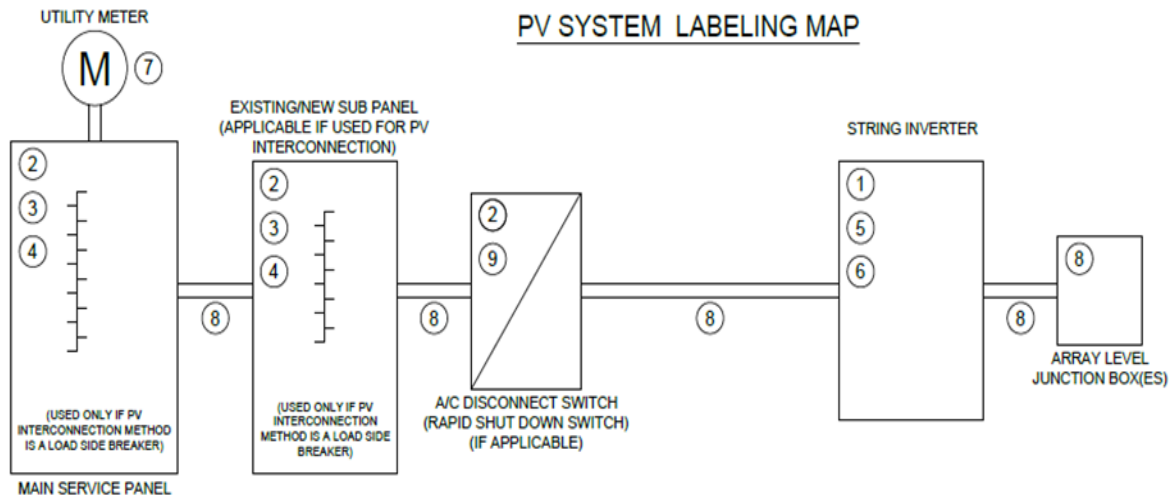 UTILITY METER
PV SYSTEM LABELING MAP
M
7
EXISTING/NEW SUB PANEL
(APPLICABLE IF USED FOR PV
INTERCONNECTION)
STRING INVERTER
2
3
4
2
3
4
2
9
1
5
6
8
8
8
8
8
(USED ONLY IF PV
INTERCONNECTION METHOD
IS A LOAD SIDE BREAKER)
(USED ONLY IF PV
INTERCONNECTION
METHOD IS A LOAD SIDE
BREAKER)
A/C DISCONNECT SWITCH
(RAPID SHUT DOWN SWITCH)
(IF APPLICABLE)
ARRAY LEVEL
JUNCTION BOX(ES)
MAIN SERVICE PANEL